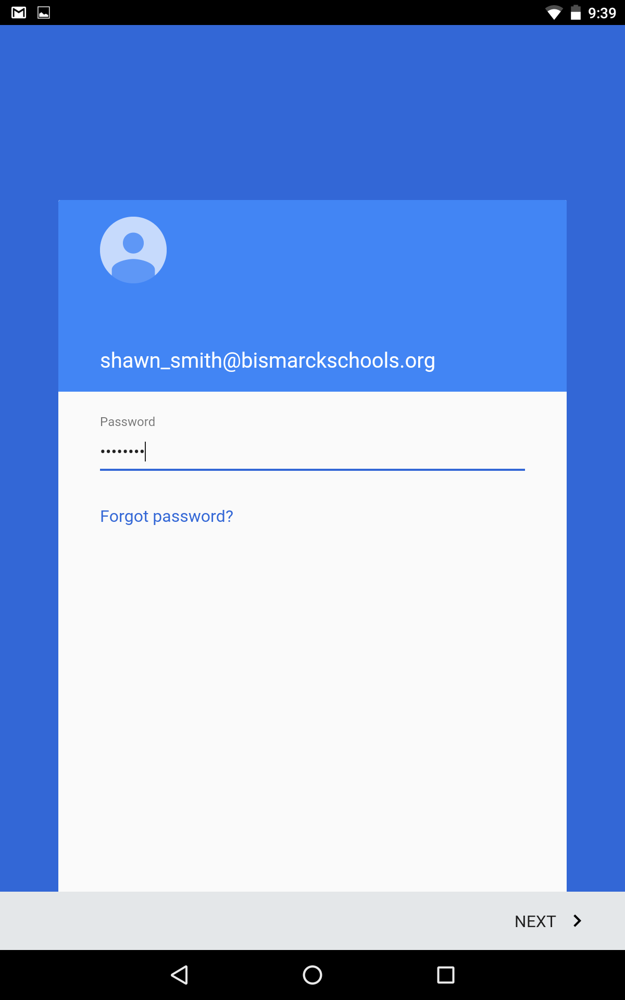 9:39
shawn_smith@bismarckschools.org
Password
••••••••
Forgot password?
NEXT